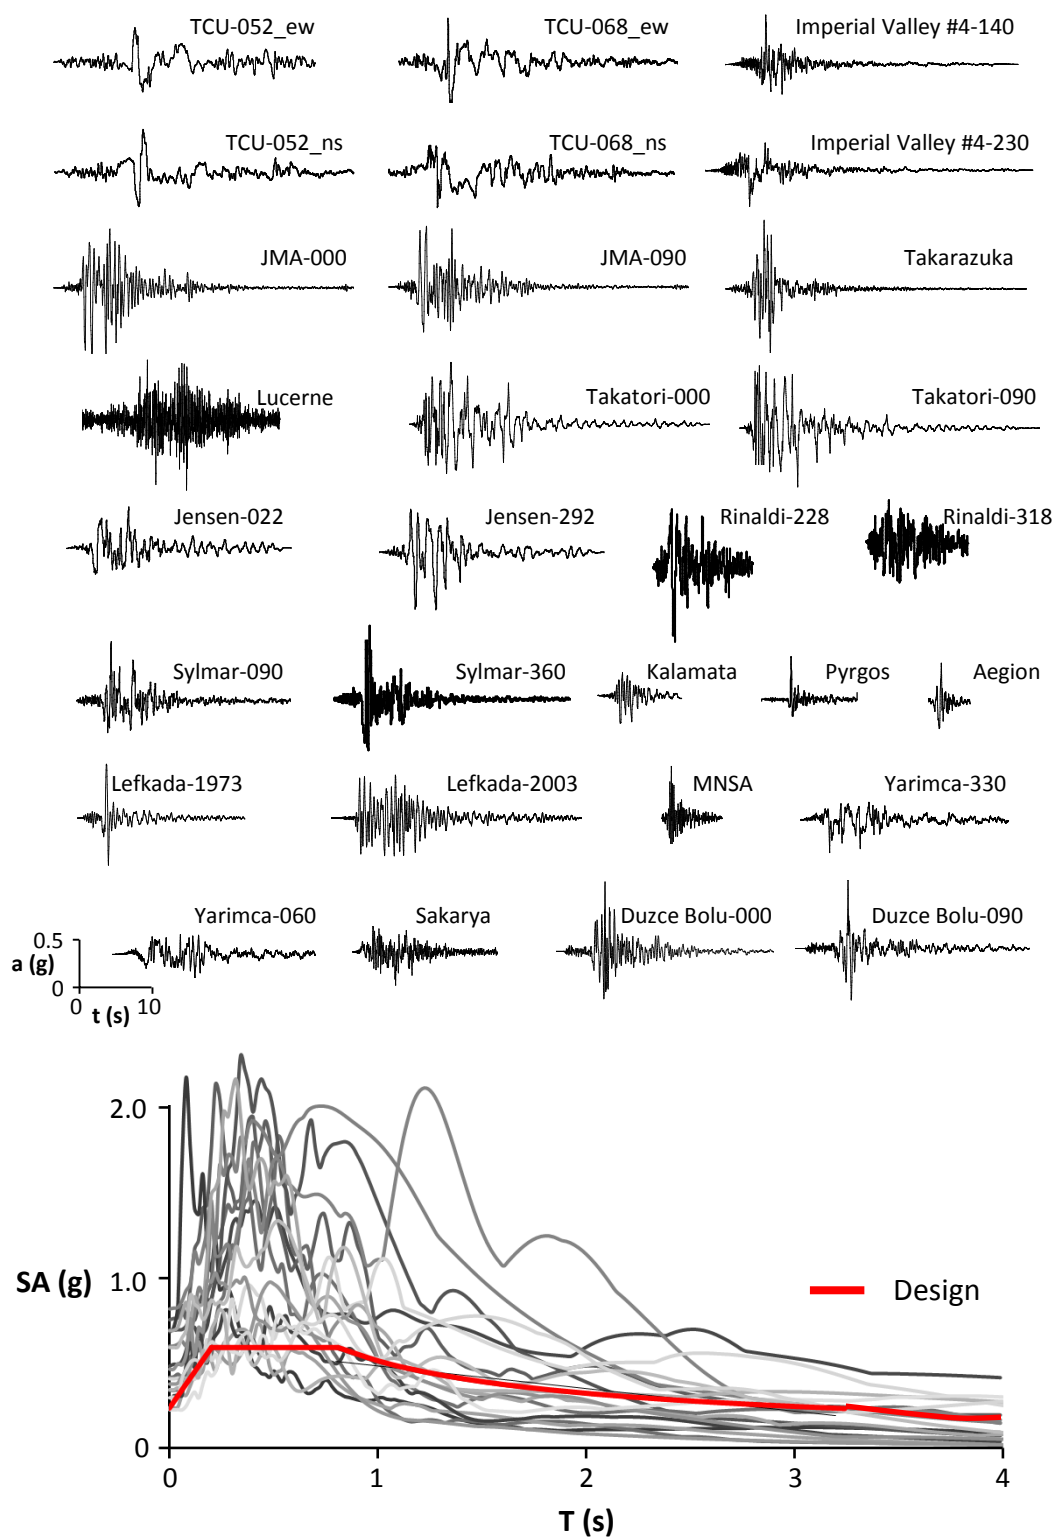 TCU-052_ew TCU-068_ew Imperial Valley #4-140
TCU-052_ns TCU-068_ns Imperial Valley #4-230
JMA-000 JMA-090 Takarazuka
Lucerne Takatori-000 Takatori-090
Jensen-022 Jensen-292 Rinaldi-228 Rinaldi-318
Sylmar-090 Sylmar-360 Kalamata Pyrgos Aegion
Lefkada-1973 Lefkada-2003 MNSA Yarimca-330
Yarimca-060 Sakarya Duzce Bolu-000 Duzce Bolu-090
0.5
a (g)
0
0 t (s) 10
2.0
1.0
SA (g)
Design
0
0 1 2 3 4
T (s)